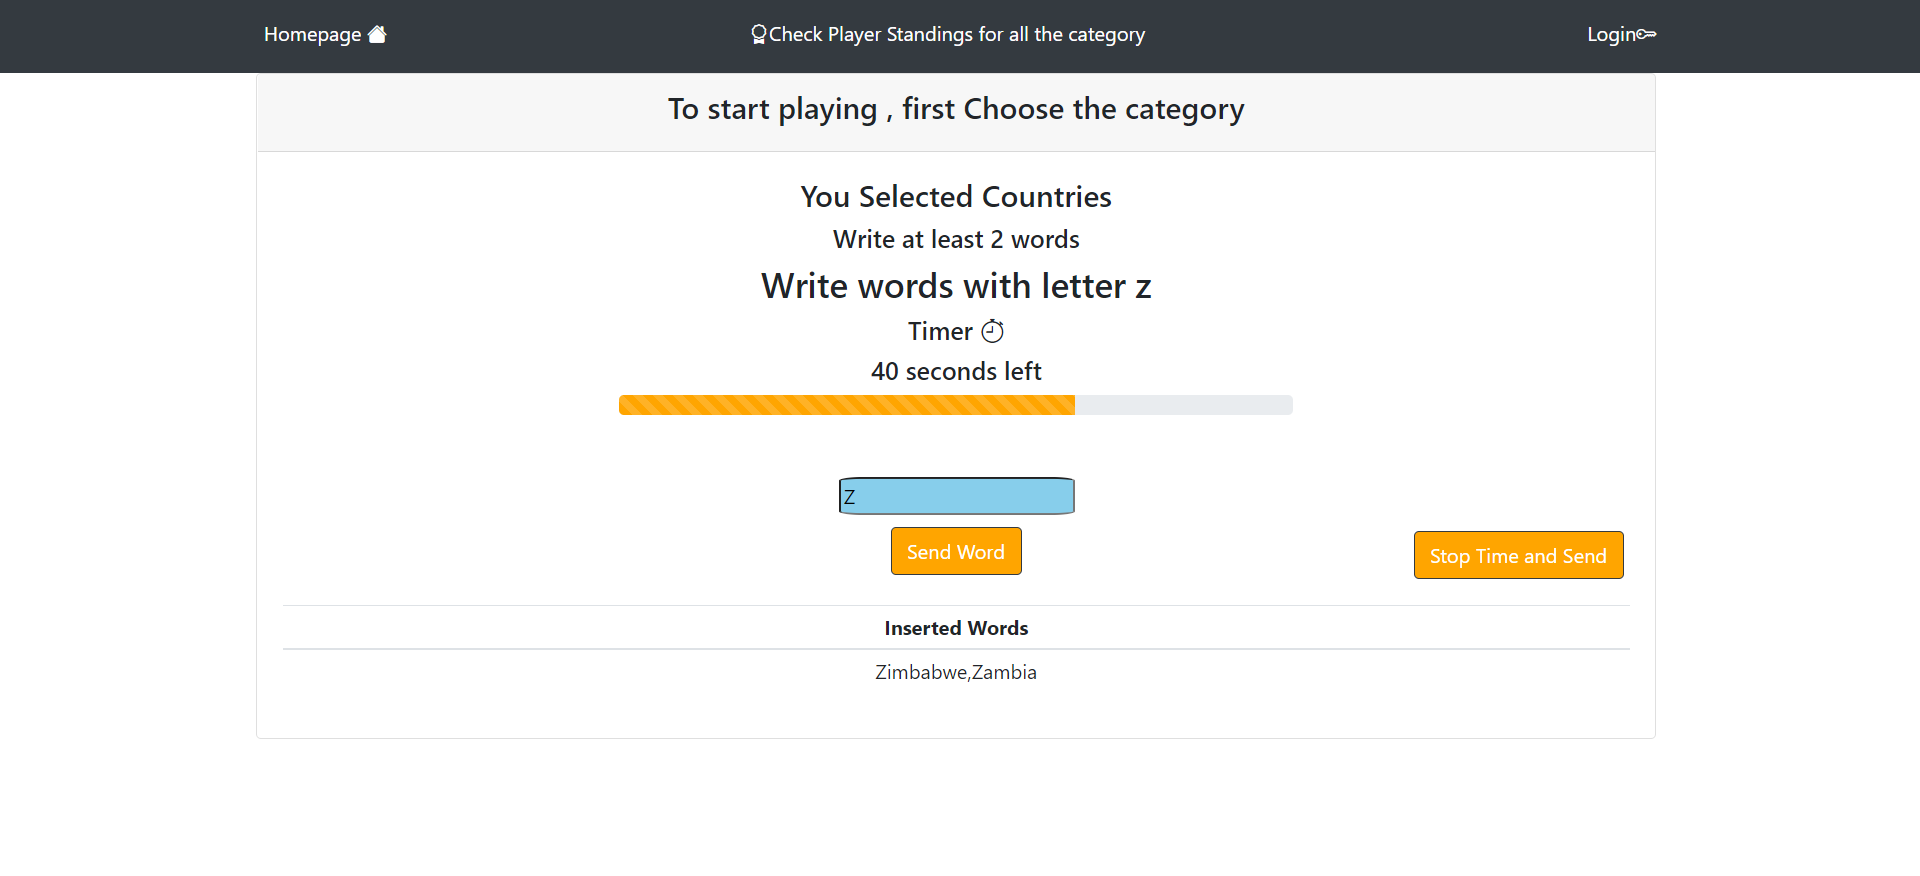 Homepage
Check Player Standings for all the category
Login
To start playing , first Choose the category
You Selected Countries
Write at least 2 words
Write words with letter z
Timer
40 seconds left
Z
Send Word
Stop Time and Send
Inserted Words
Zimbabwe,Zambia